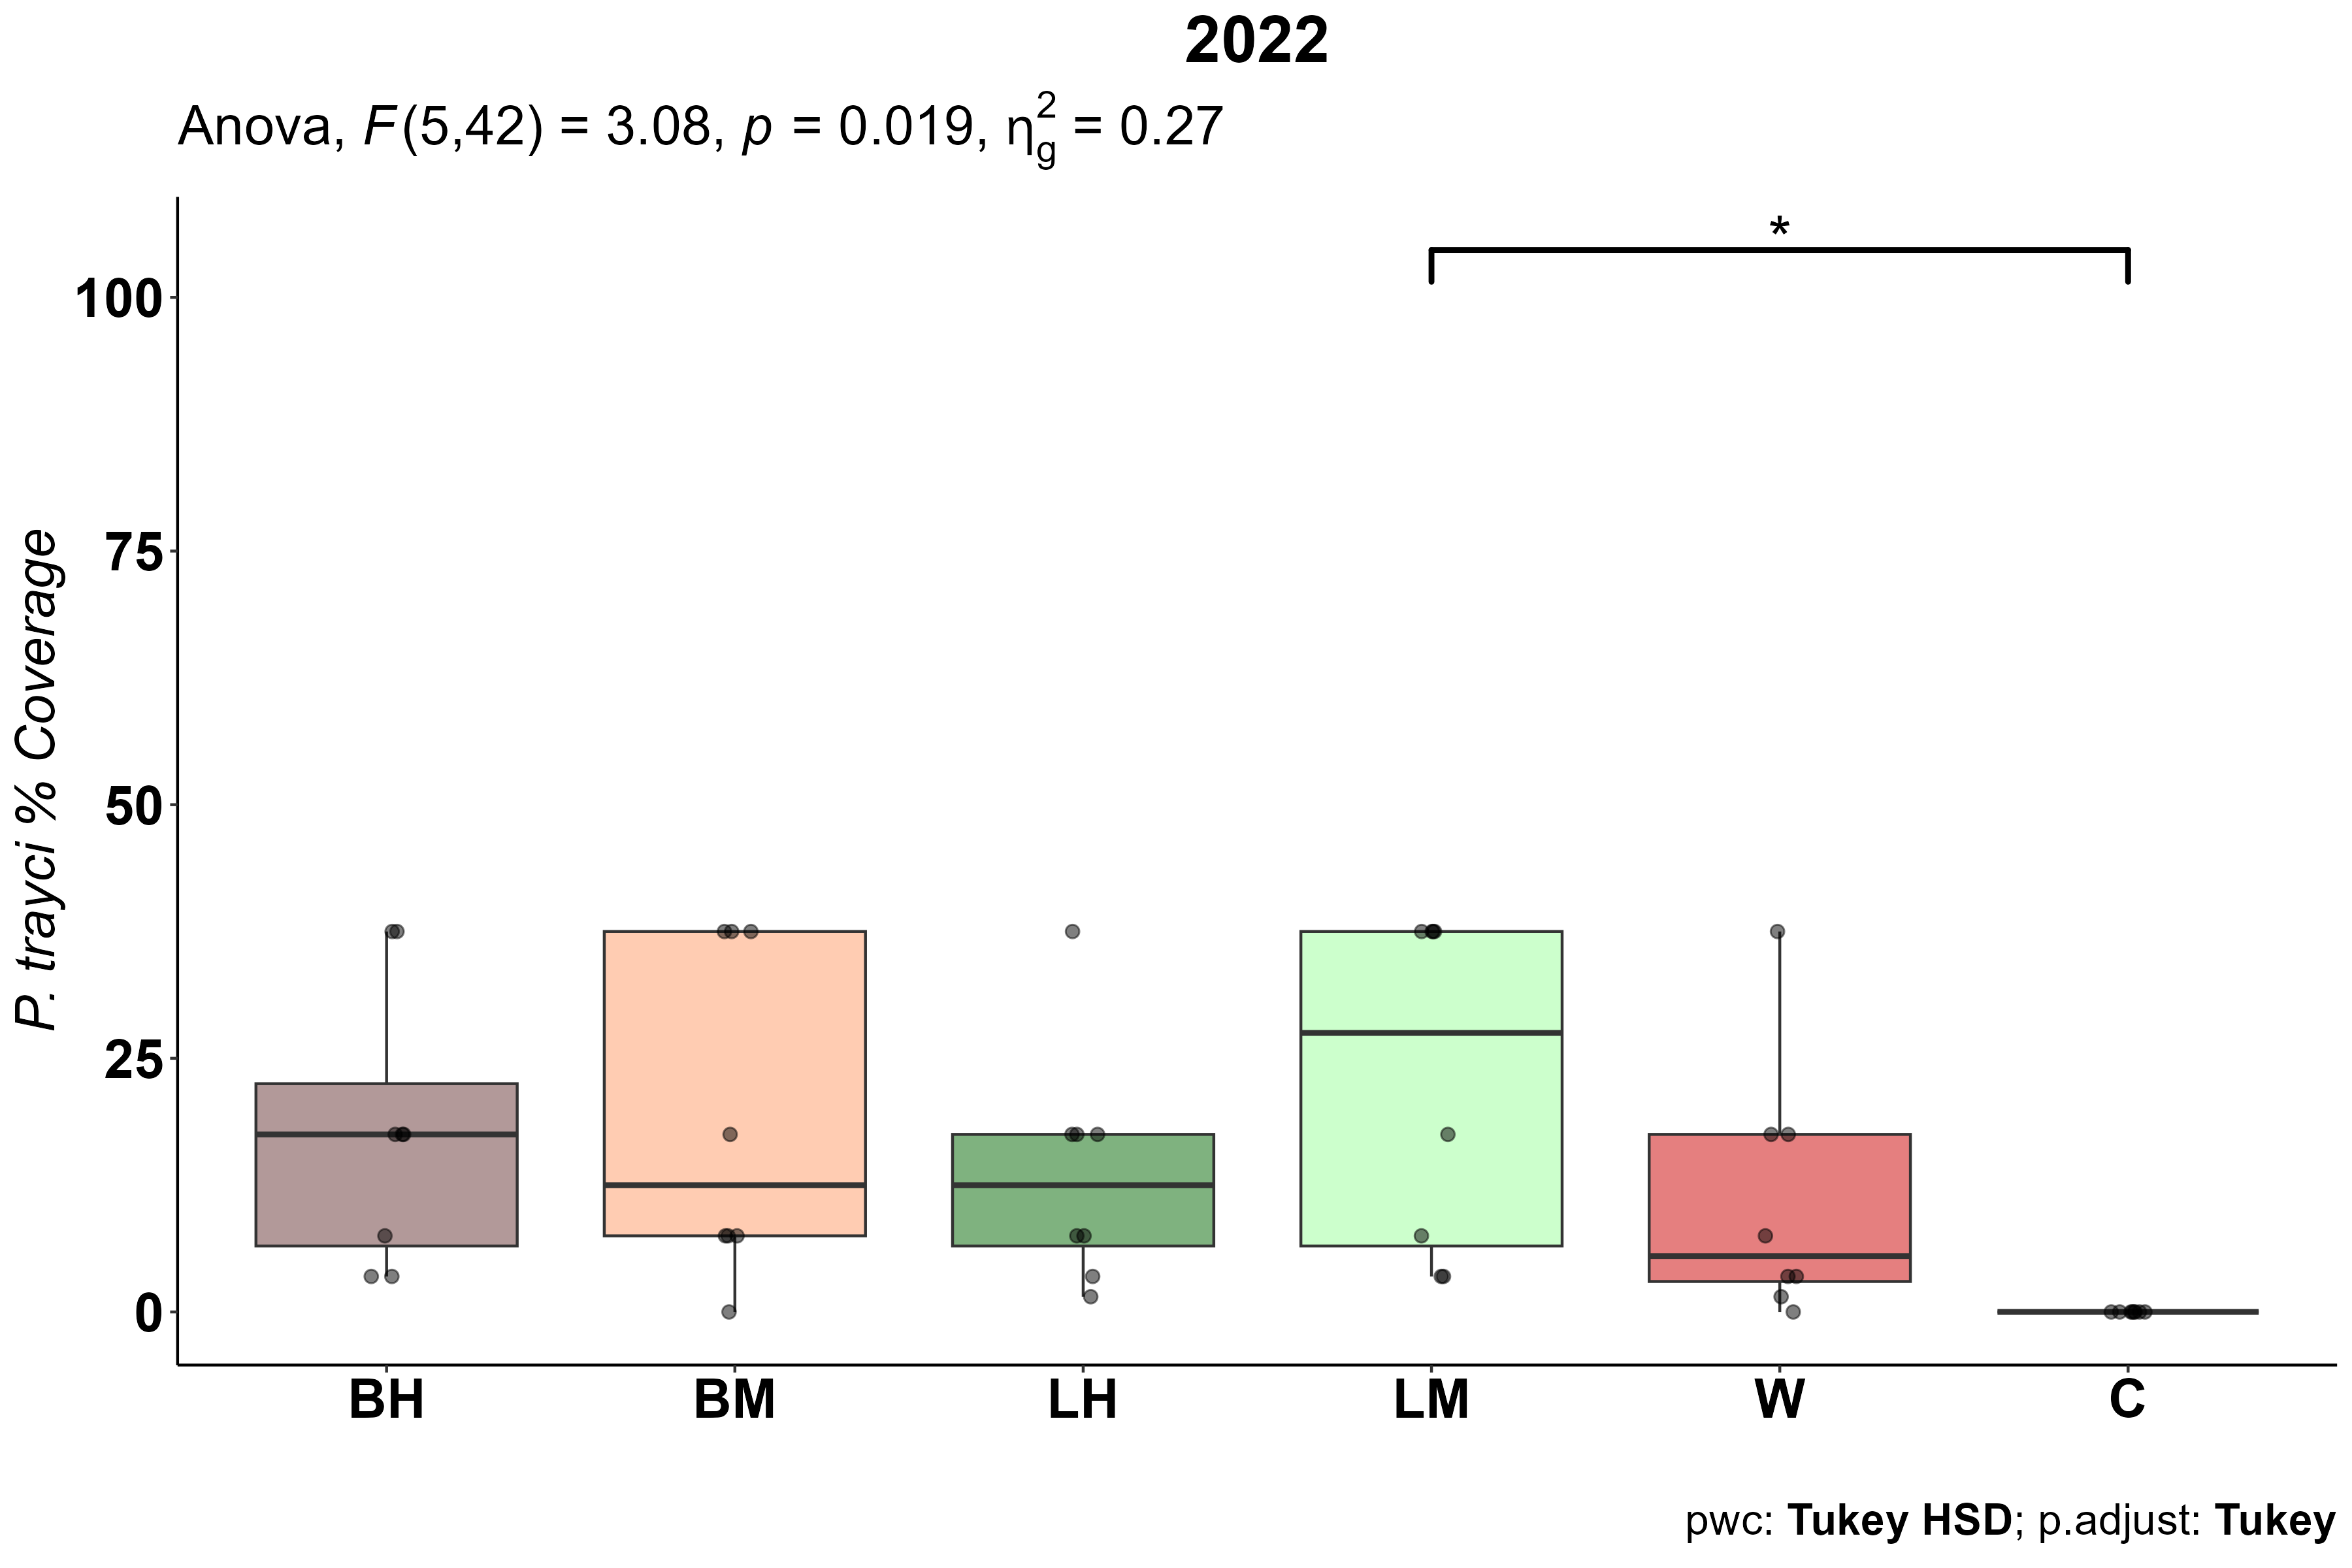 2022
Anova, F(5,42) = 3.08, p = 0.019, η²g = 0.27
*
100
75
50
25
0
P. trayci % Coverage
BH BM LH LM W C
pwc: Tukey HSD; p.adjust: Tukey